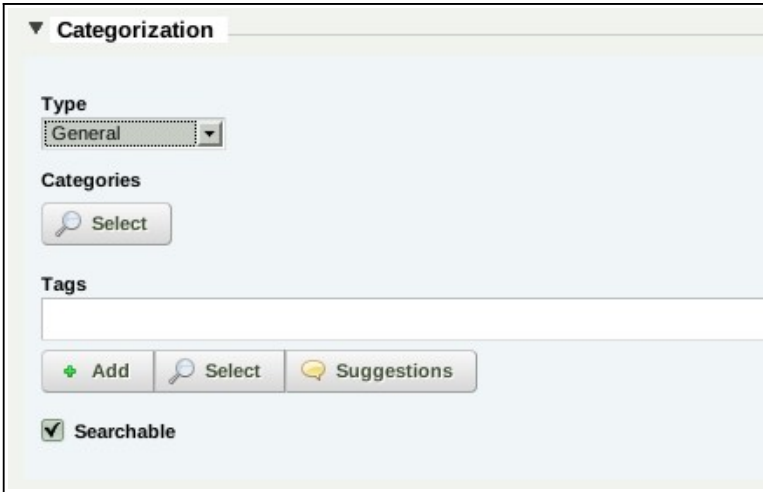 Categorization
Type
General
Categories
Select
Tags
Add Select Suggestions
Searchable